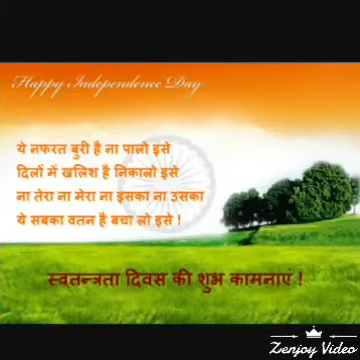 Happy Independence Day
ये नफरत बुरी है ना पालो इसे
दिलों में खलिश है निकालो इसे
ना तेरा ना मेरा ना इसका ना उसका
ये सबका वतन है बचा लो इसे !
स्वतन्त्रता दिवस की शुभ कामनाएं !
Zenjoy Video